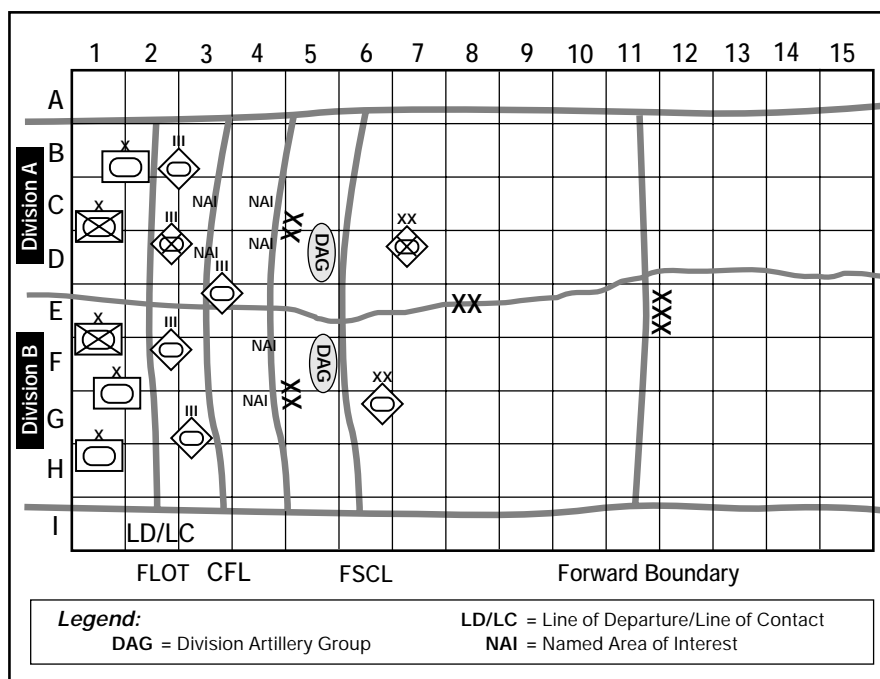 1 2 3 4 5 6 7 8 9 10 11 12 13 14 15
A
B
C
D
E
F
G
H
I
Division A
Division B
X
III
X
NAI
NAI
XX
III
NAI
NAI
DAG
XX
III
XX
XXX
X
III
NAI
DAG
X
NAI
XX
XX
III
X
LD/LC
FLOT CFL FSCL Forward Boundary
Legend:
DAG = Division Artillery Group
LD/LC = Line of Departure/Line of Contact
NAI = Named Area of Interest